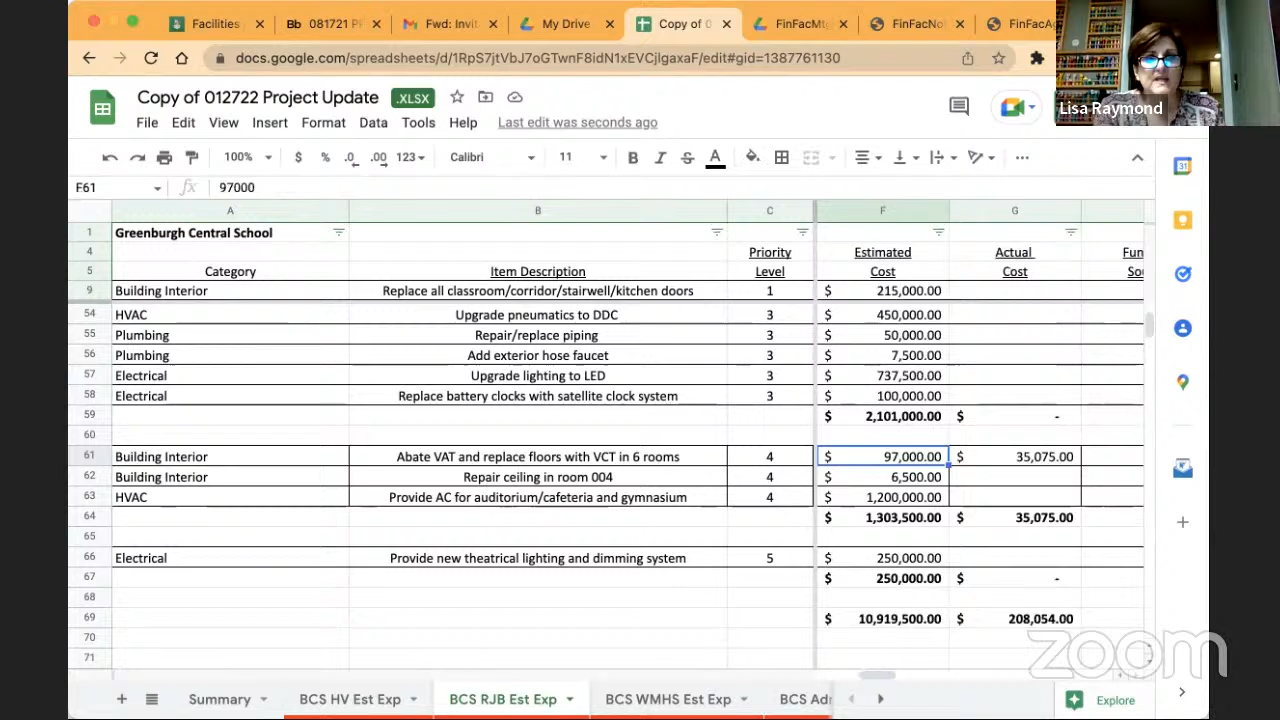 Facilities
Bb 081721 P
Fwd: Invit
My Drive
Copy of 0
FinFacMt
FinFacNo
FinFacA
docs.google.com/spreadsheets/d/1RpS7jtVbJ7oGTwnF8idN1xEVCjlgaxaF/edit#gid=1387761130
Lisa Raymond
Copy of 012722 Project Update .XLSX
File Edit View Insert Format Tools Help Last edit was seconds ago
100% $ % .0 .00 123 Calibri 11 B I S A
F61 fx 97000
A B C F G
1 Greenburgh Central School
4 Priority Estimated Actual Fun
5 Category Item Description Level Cost Cost So
9 Building Interior Replace all classroom/corridor/stairwell/kitchen doors 1 $ 215,000.00
54 HVAC Upgrade pneumatics to DDC 3 $ 450,000.00
55 Plumbing Repair/replace piping 3 $ 50,000.00
56 Plumbing Add exterior hose faucet 3 $ 7,500.00
57 Electrical Upgrade lighting to LED 3 $ 737,500.00
58 Electrical Replace battery clocks with satellite clock system 3 $ 100,000.00
59 $ 2,101,000.00 $ -
60
61 Building Interior Abate VAT and replace floors with VCT in 6 rooms 4 $ 97,000.00 $ 35,075.00
62 Building Interior Repair ceiling in room 004 4 $ 6,500.00
63 HVAC Provide AC for auditorium/cafeteria and gymnasium 4 $ 1,200,000.00
64 $ 1,303,500.00 $ 35,075.00
65
66 Electrical Provide new theatrical lighting and dimming system 5 $ 250,000.00
67 $ 250,000.00 $ -
68
69 $ 10,919,500.00 $ 208,054.00
70
71
zoom
+ Summary BCS HV Est Exp BCS RJB Est Exp BCS WMHS Est Exp BCS Adr Explore